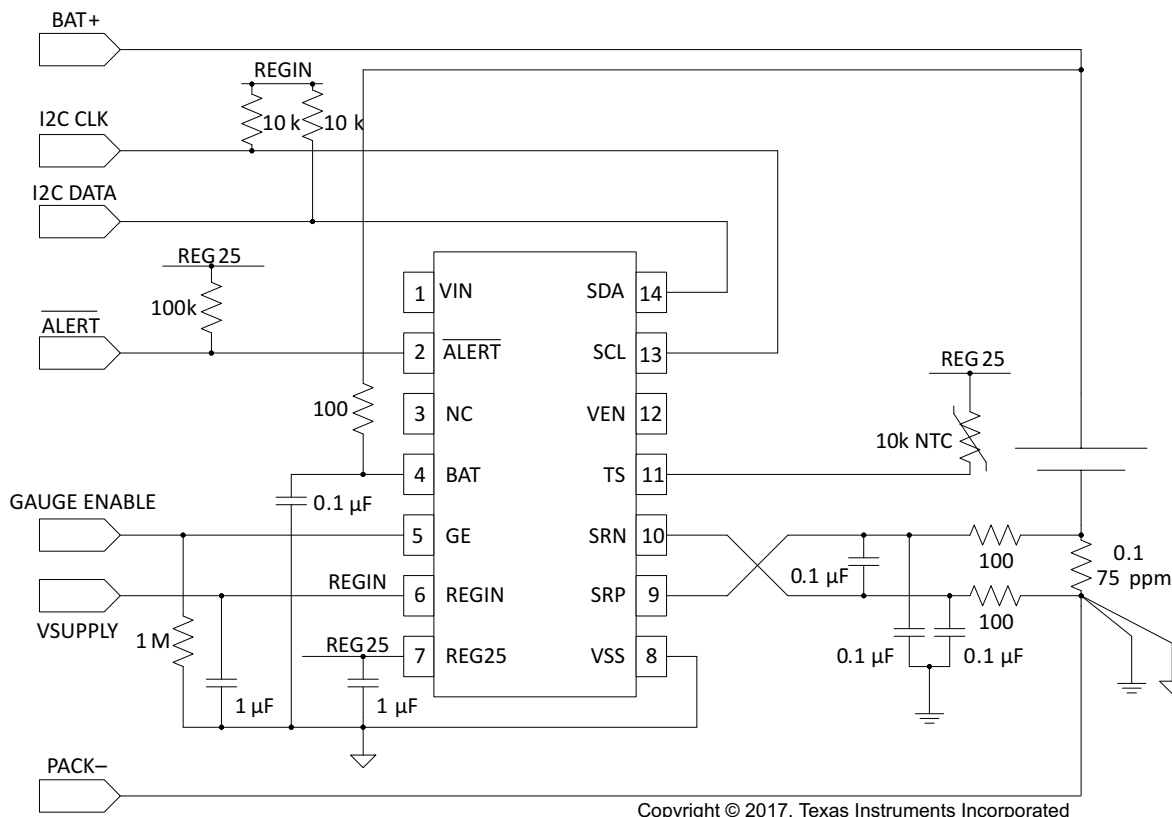 BAT+
REGIN
10 k
10 k
I2C CLK
I2C DATA
REG25
100k
ALERT
1
VIN
SDA
14
2
ALERT
SCL
13
REG25
100
3
NC
VEN
12
10k NTC
4
BAT
TS
11
0.1 µF
GAUGE ENABLE
5
GE
SRN
10
100
0.1
75 ppm
0.1 µF
REGIN
6
REGIN
SRP
9
VSUPPLY
100
1 M
REG25
7
REG25
VSS
8
0.1 µF
0.1 µF
1 µF
1 µF
PACK–
Copyright © 2017, Texas Instruments Incorporated